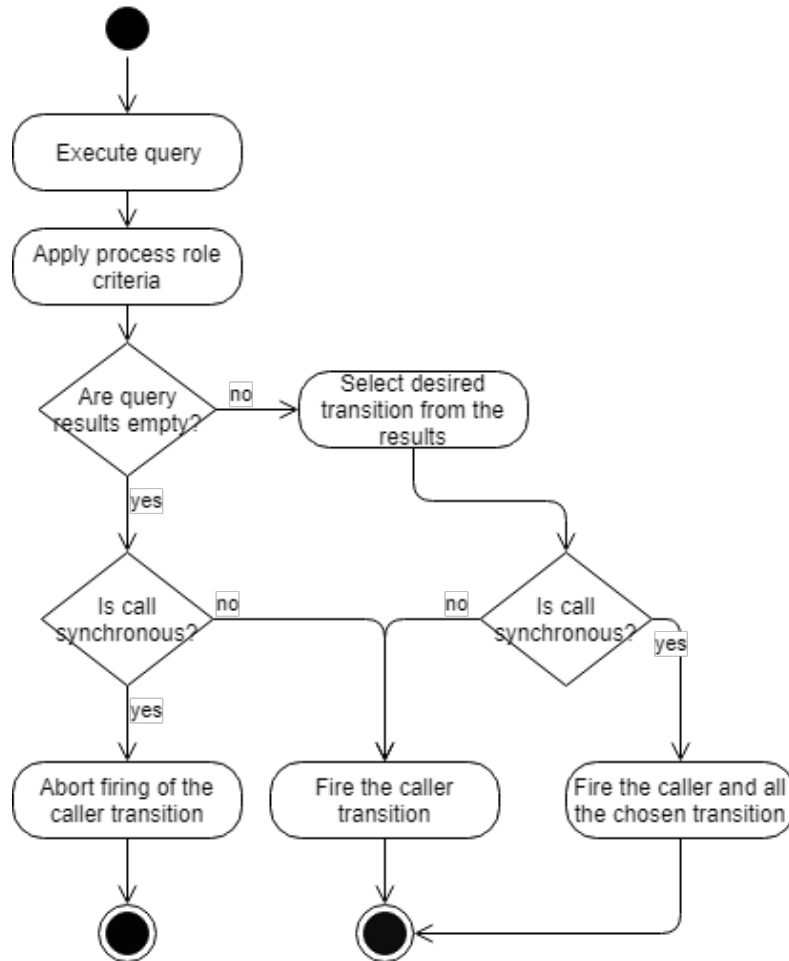 Execute query
Apply process role
criteria
Are query
results empty?
no
Select desired
transition from the
results
yes
Is call
synchronous?
no
no
Is call
synchronous?
yes
yes
Abort firing of the
caller transition
Fire the caller
transition
Fire the caller and all
the chosen transition